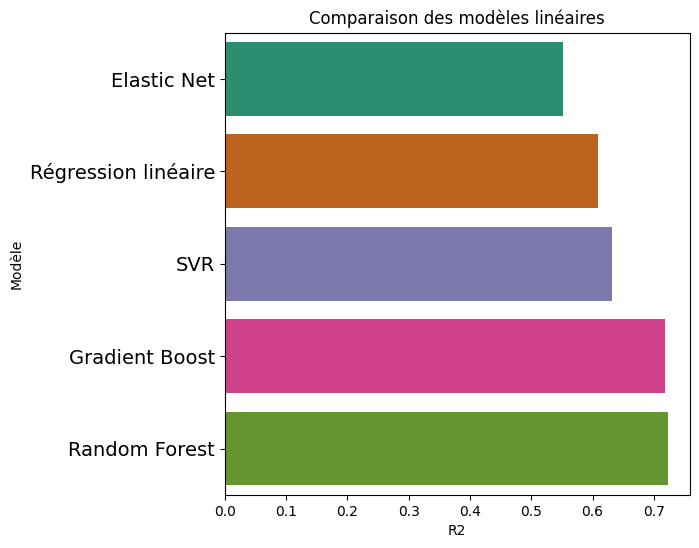 Comparaison des modèles linéaires
Elastic Net
Régression linéaire
SVR
Gradient Boost
Random Forest
Modèle
0.0 0.1 0.2 0.3 0.4 0.5 0.6 0.7
R2